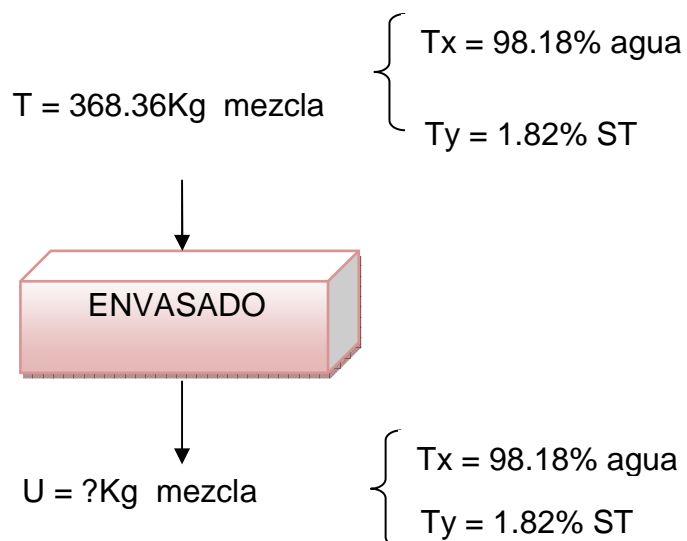 Tx = 98.18% agua
T = 368.36Kg  mezcla
Ty = 1.82% ST
ENVASADO
Tx = 98.18% agua
U = ?Kg  mezcla
Ty = 1.82% ST